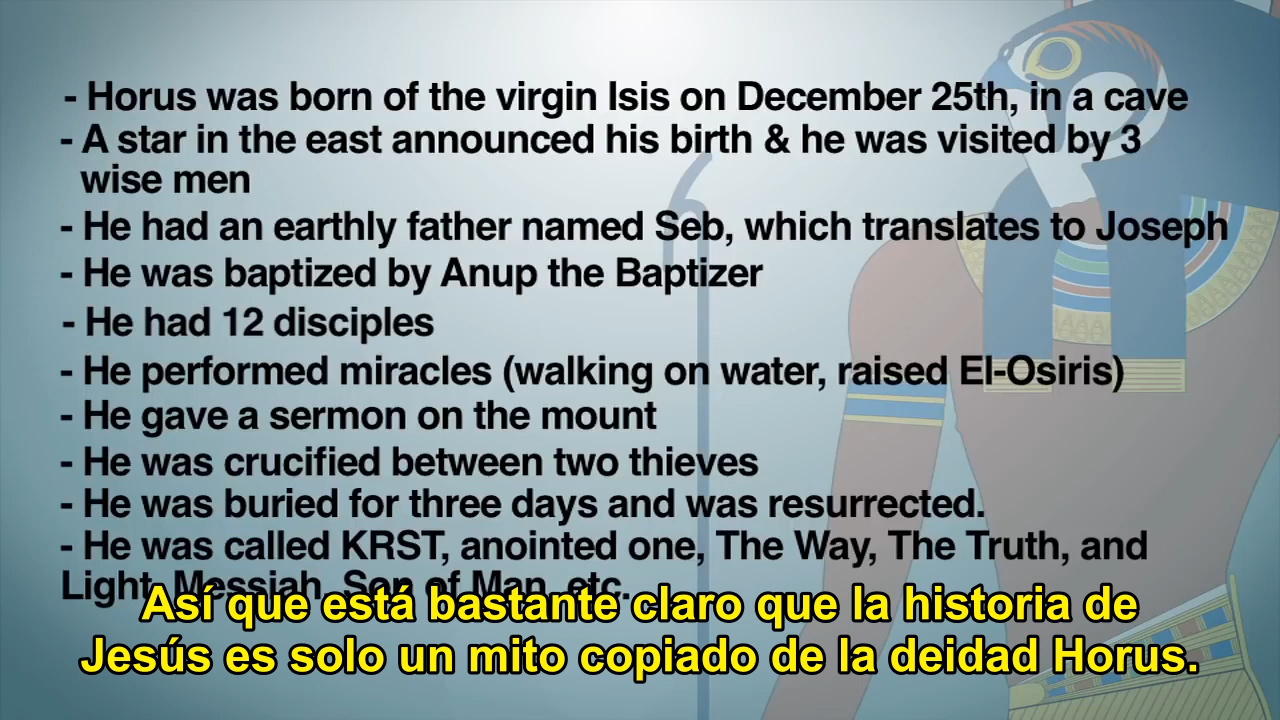 - Horus was born of the virgin Isis on December 25th, in a cave
- A star in the east announced his birth & he was visited by 3
wise men
- He had an earthly father named Seb, which translates to Joseph
- He was baptized by Anup the Baptizer
- He had 12 disciples
- He performed miracles (walking on water, raised El-Osiris)
- He gave a sermon on the mount
- He was crucified between two thieves
- He was buried for three days and was resurrected.
- He was called KRST, anointed one, The Way, The Truth, and
Light, Messiah, Son of Man, etc.
Así que está bastante claro que la historia de
Jesús es solo un mito copiado de la deidad Horus.